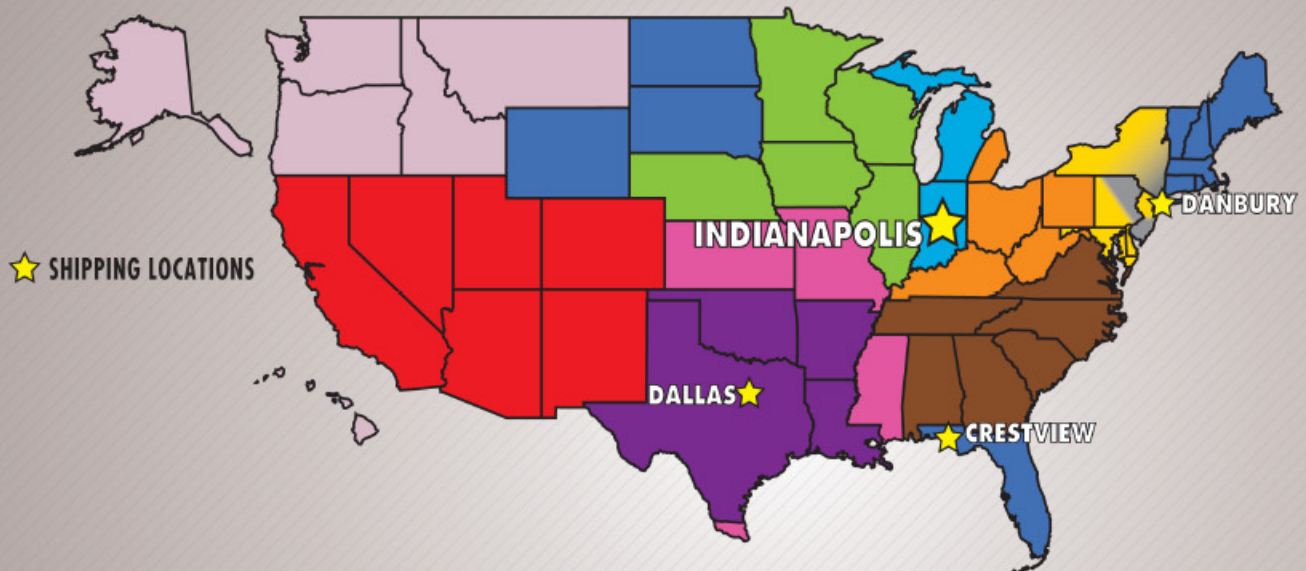 DANBURY
INDIANAPOLIS
SHIPPING LOCATIONS
DALLAS
CRESTVIEW